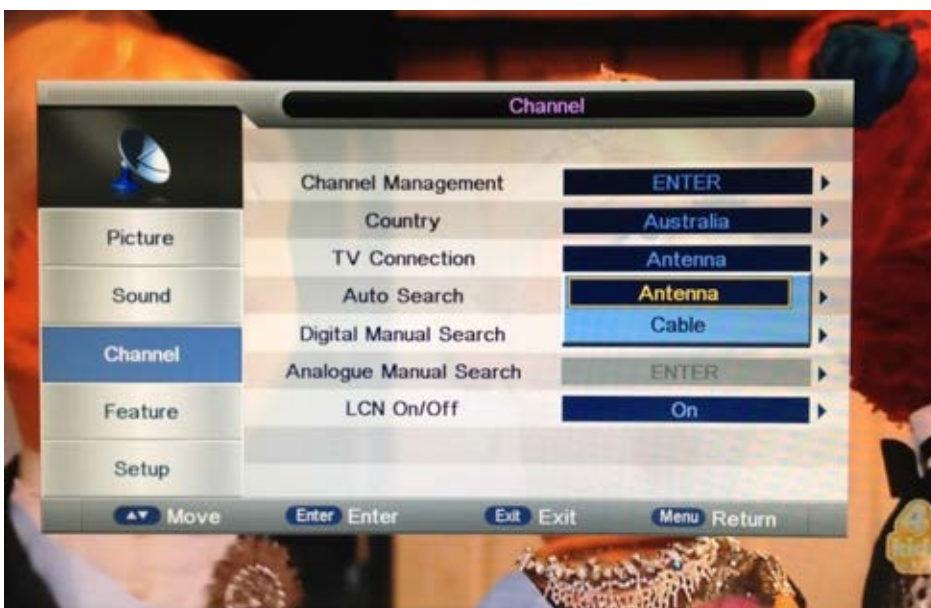 Channel
Channel Management ENTER
Country Australia
Picture
TV Connection Antenna
Sound
Auto Search Antenna
Cable
Digital Manual Search
Channel
Analogue Manual Search ENTER
Feature
LCN On/Off On
Setup
Move Enter Enter Exit Exit Menu Return
4